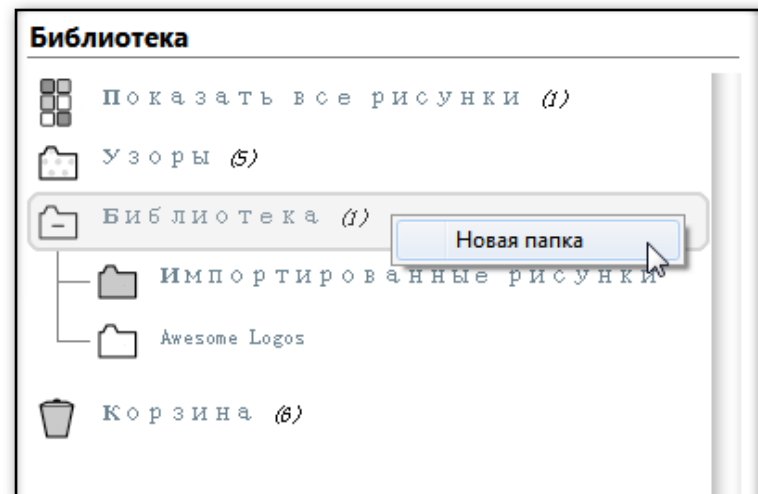 Библиотека
Показать все рисунки (1)
Узоры (5)
Библиотека (1)
Новая папка
Импортированные рисунки
Awesome Logos
Корзина (6)